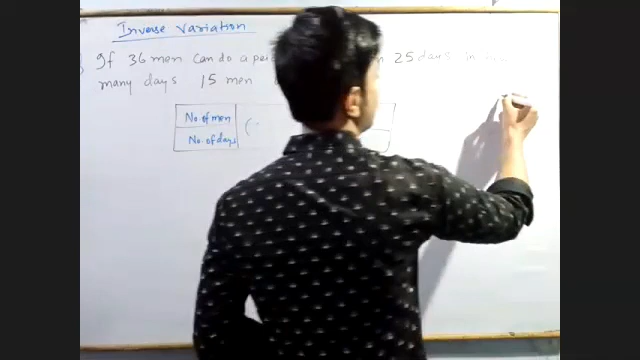 Inverse Variation
If 36 men can do a 25 days in
many days 15 men
No. of men
No. of days (